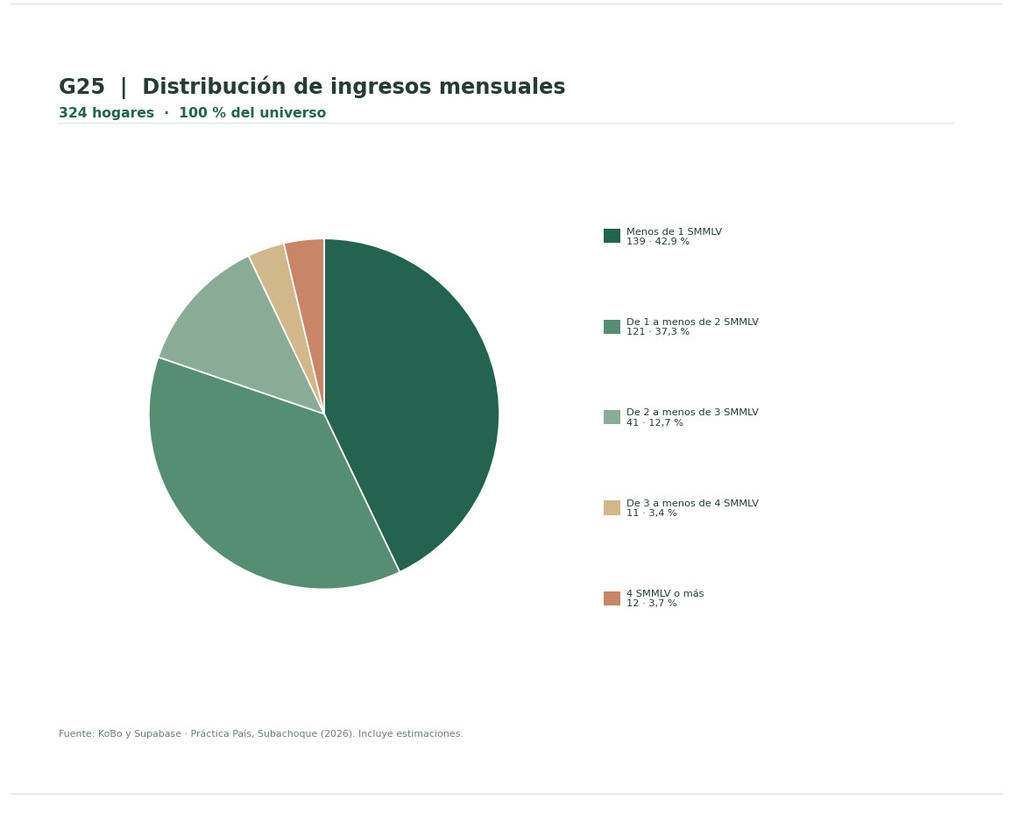 G25 | Distribución de ingresos mensuales
324 hogares · 100 % del universo
Menos de 1 SMMLV
139 · 42,9 %
De 1 a menos de 2 SMMLV
121 · 37,3 %
De 2 a menos de 3 SMMLV
41 · 12,7 %
De 3 a menos de 4 SMMLV
11 · 3,4 %
4 SMMLV o más
12 · 3,7 %
Fuente: KoBo y Supabase · Práctica País, Subachoque (2026). Incluye estimaciones.